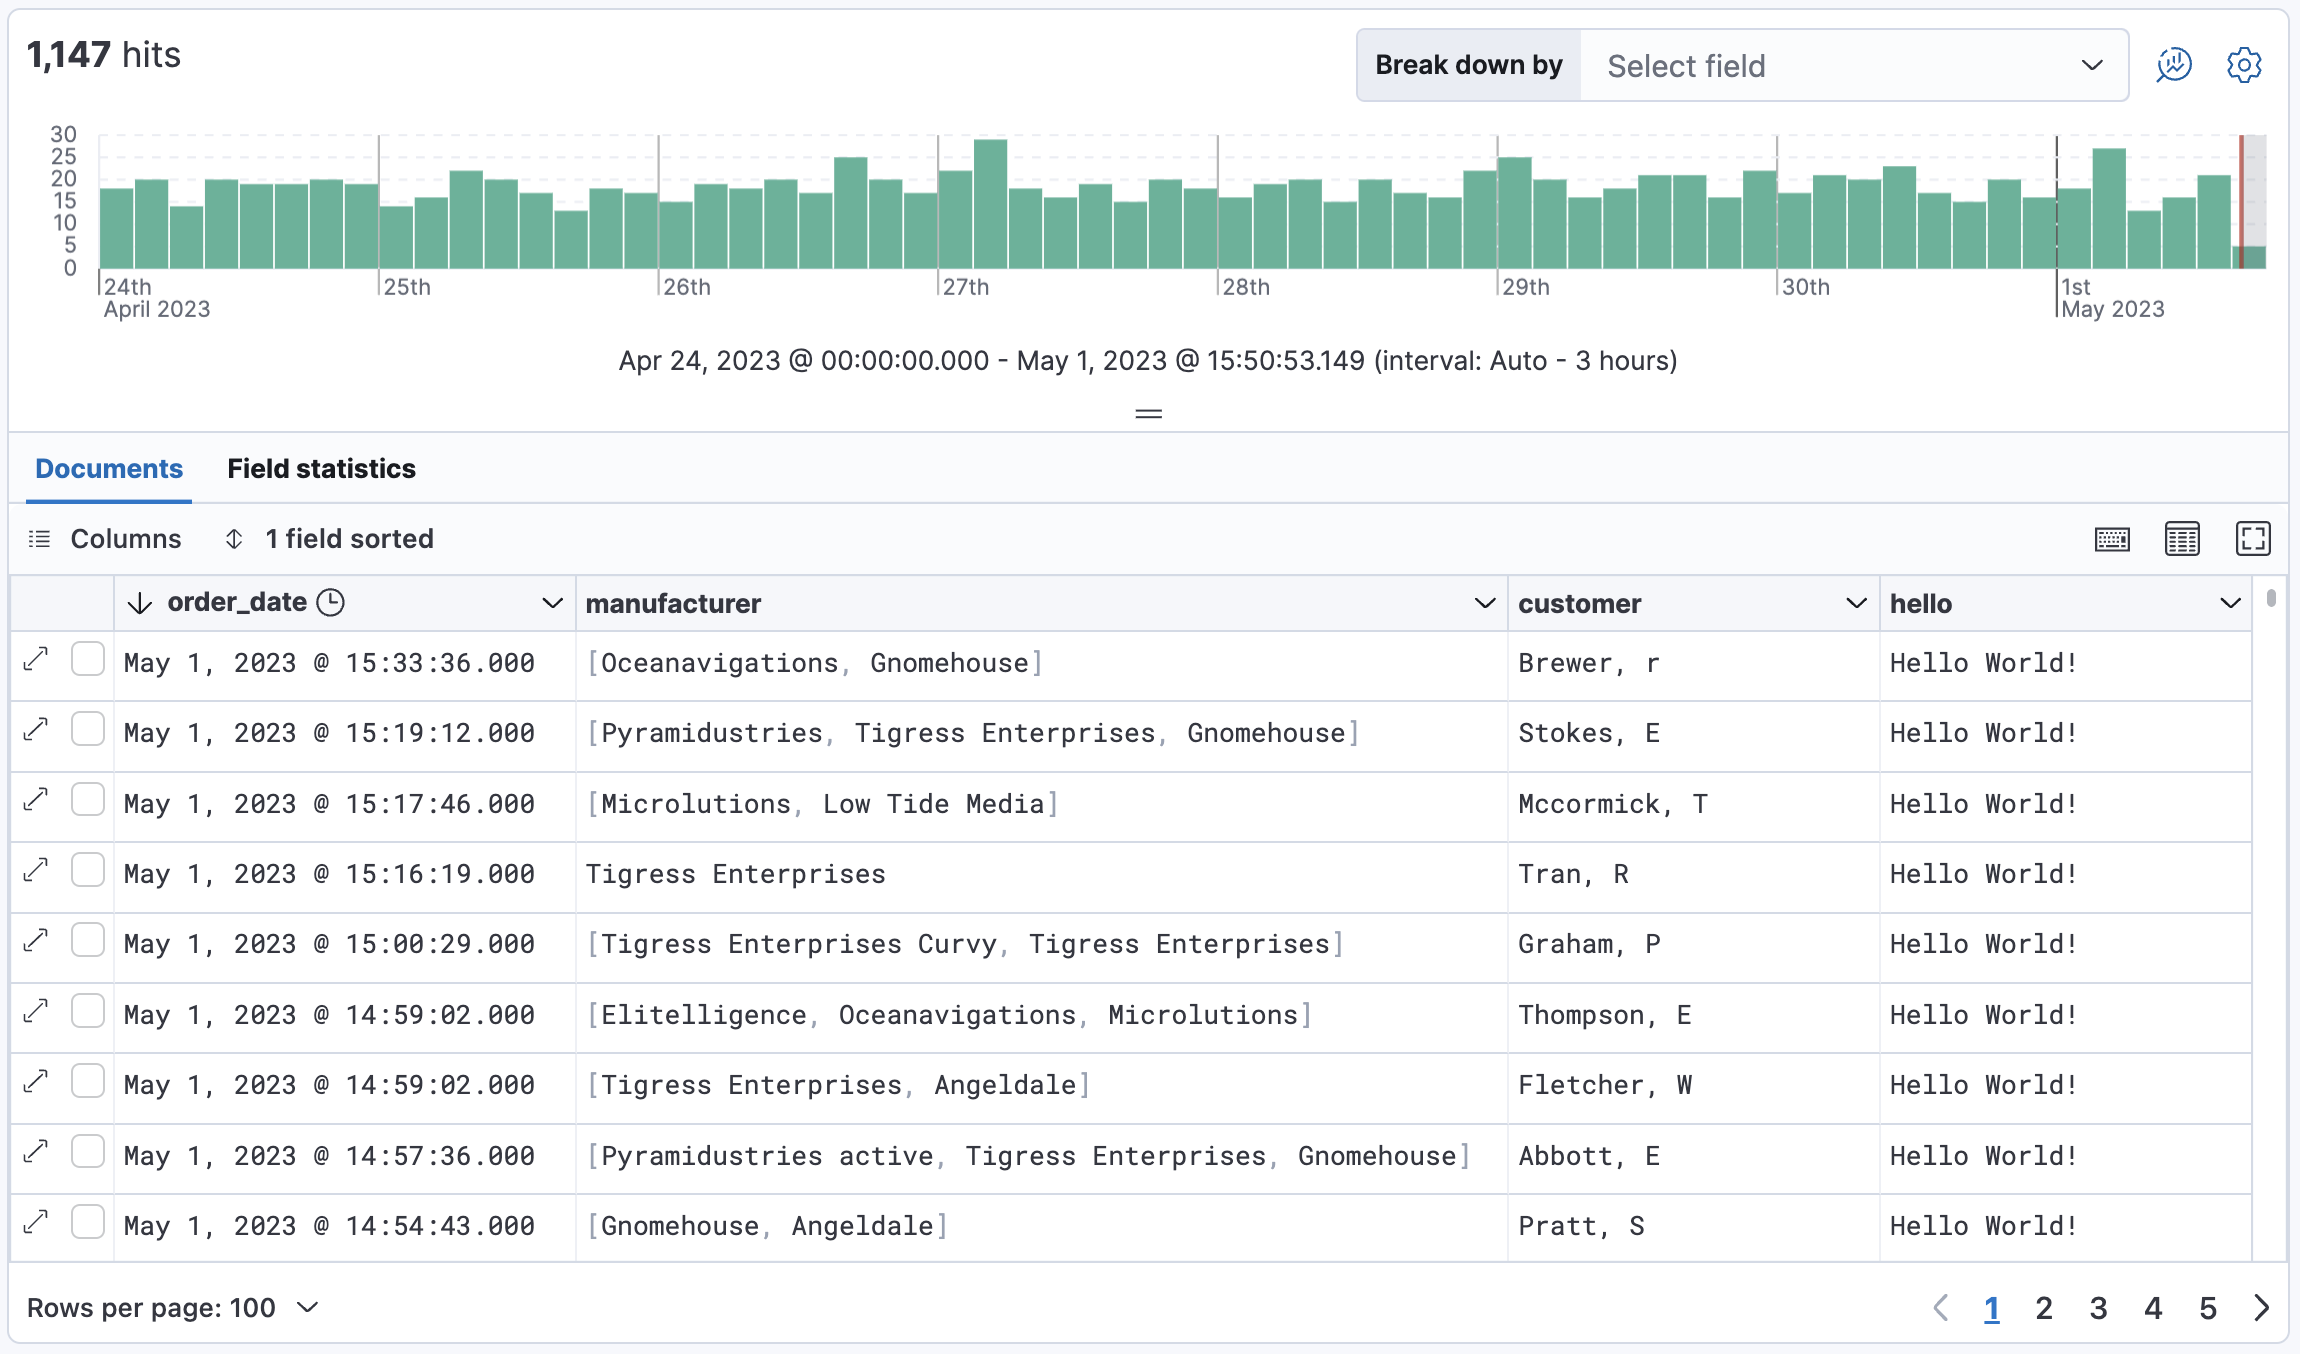 1,147 hits
Break down by Select field
30
25
20
15
10
5
0
24th 25th 26th 27th 28th 29th 30th 1st
April 2023 May 2023
Apr 24, 2023 @ 00:00:00.000 - May 1, 2023 @ 15:50:53.149 (interval: Auto - 3 hours)
Documents Field statistics
Columns 1 field sorted
order_date manufacturer customer hello
May 1, 2023 @ 15:33:36.000 [Oceanavigations, Gnomehouse] Brewer, r Hello World!
May 1, 2023 @ 15:19:12.000 [Pyramidustries, Tigress Enterprises, Gnomehouse] Stokes, E Hello World!
May 1, 2023 @ 15:17:46.000 [Microlutions, Low Tide Media] Mccormick, T Hello World!
May 1, 2023 @ 15:16:19.000 Tigress Enterprises Tran, R Hello World!
May 1, 2023 @ 15:00:29.000 [Tigress Enterprises Curvy, Tigress Enterprises] Graham, P Hello World!
May 1, 2023 @ 14:59:02.000 [Elitelligence, Oceanavigations, Microlutions] Thompson, E Hello World!
May 1, 2023 @ 14:59:02.000 [Tigress Enterprises, Angeldale] Fletcher, W Hello World!
May 1, 2023 @ 14:57:36.000 [Pyramidustries active, Tigress Enterprises, Gnomehouse] Abbott, E Hello World!
May 1, 2023 @ 14:54:43.000 [Gnomehouse, Angeldale] Pratt, S Hello World!
Rows per page: 100 1 2 3 4 5